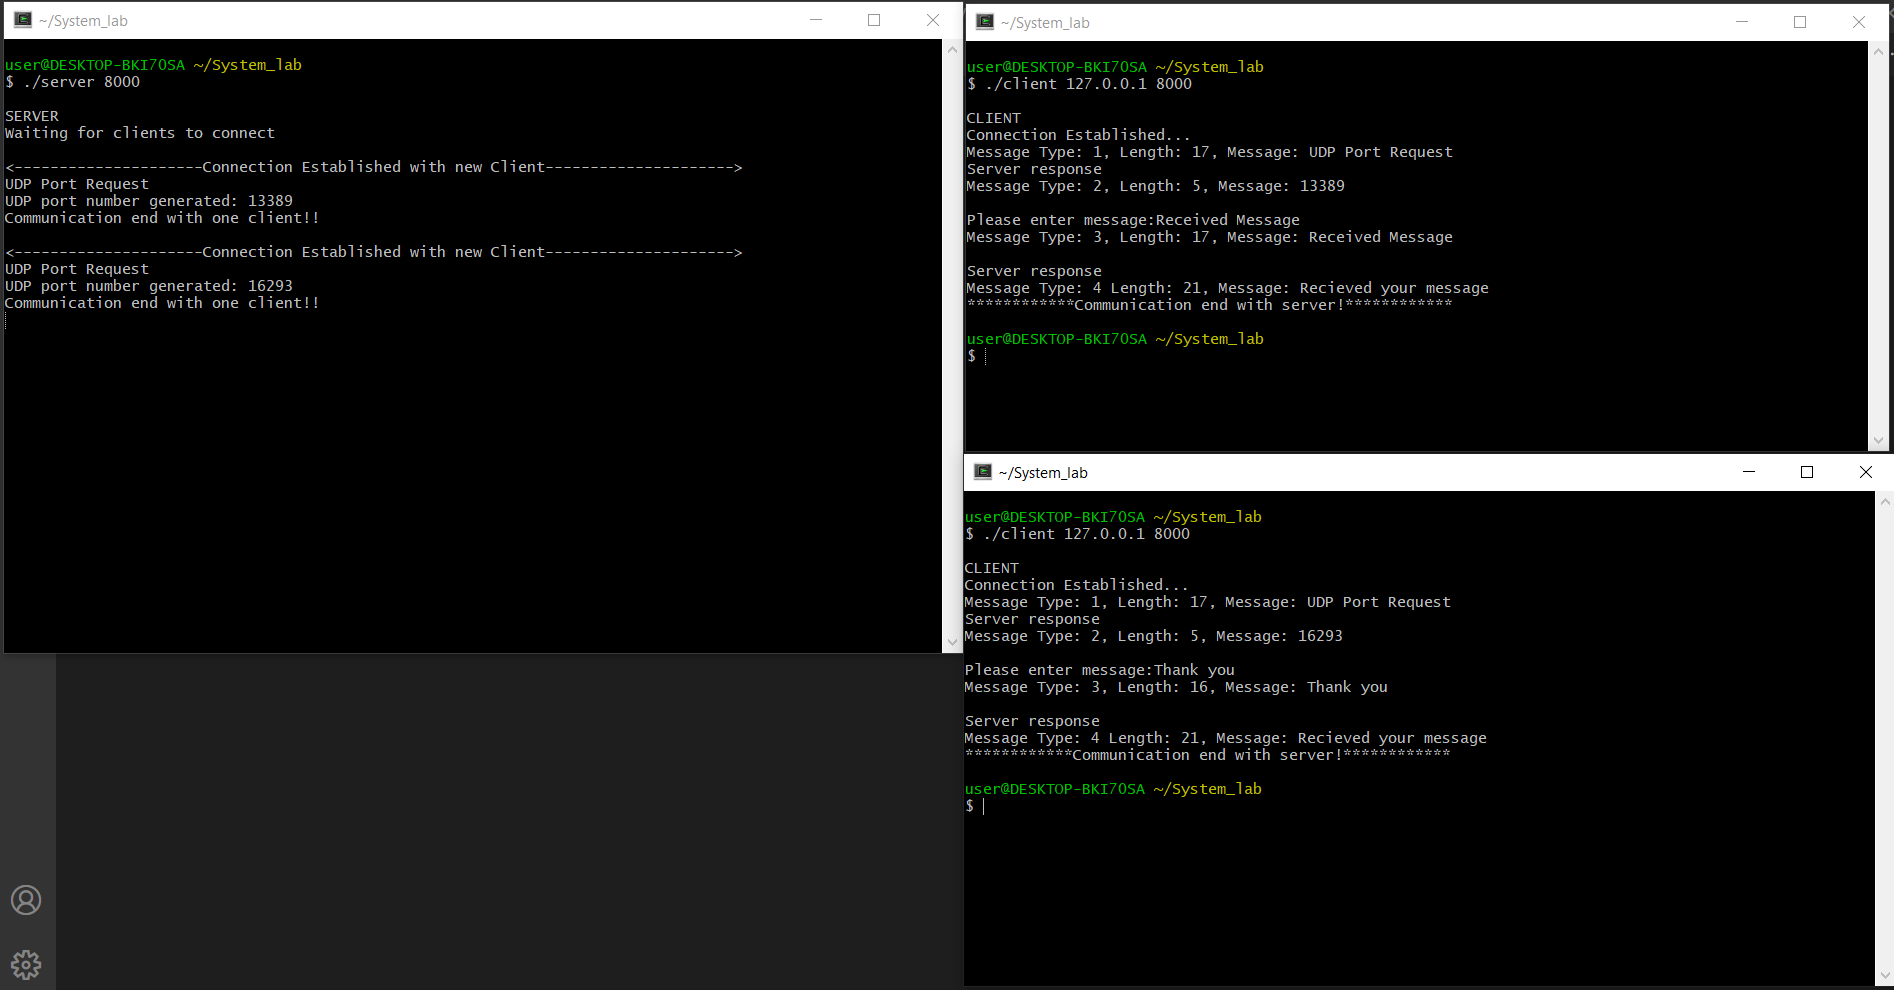 ~/System_lab
user@DESKTOP-BKI7OSA ~/System_lab
$ ./server 8000
SERVER
Waiting for clients to connect
<---------------------Connection Established with new Client--------------------->
UDP Port Request
UDP port number generated: 13389
Communication end with one client!!
<---------------------Connection Established with new Client--------------------->
UDP Port Request
UDP port number generated: 16293
Communication end with one client!!
~/System_lab
user@DESKTOP-BKI7OSA ~/System_lab
$ ./client 127.0.0.1 8000
CLIENT
Connection Established...
Message Type: 1, Length: 17, Message: UDP Port Request
Server response
Message Type: 2, Length: 5, Message: 13389
Please enter message:Received Message
Message Type: 3, Length: 17, Message: Received Message
Server response
Message Type: 4 Length: 21, Message: Recieved your message
************Communication end with server!************
user@DESKTOP-BKI7OSA ~/System_lab
$
~/System_lab
user@DESKTOP-BKI7OSA ~/System_lab
$ ./client 127.0.0.1 8000
CLIENT
Connection Established...
Message Type: 1, Length: 17, Message: UDP Port Request
Server response
Message Type: 2, Length: 5, Message: 16293
Please enter message:Thank you
Message Type: 3, Length: 16, Message: Thank you
Server response
Message Type: 4 Length: 21, Message: Recieved your message
************Communication end with server!************
user@DESKTOP-BKI7OSA ~/System_lab
$